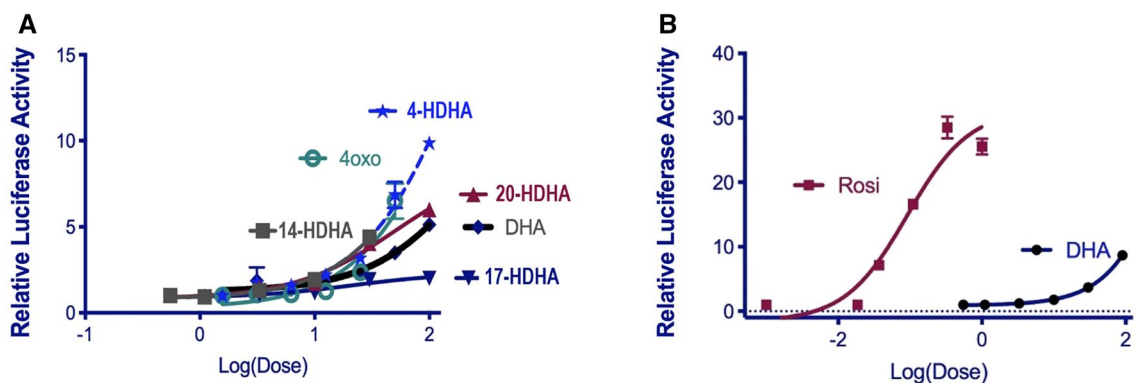 A
Relative Luciferase Activity
15
10
5
0
-1
0
1
2
Log(Dose)
4-HDHA
4oxo
20-HDHA
14-HDHA
DHA
17-HDHA
B
Relative Luciferase Activity
40
30
20
10
0
-2
0
2
Log(Dose)
Rosi
DHA